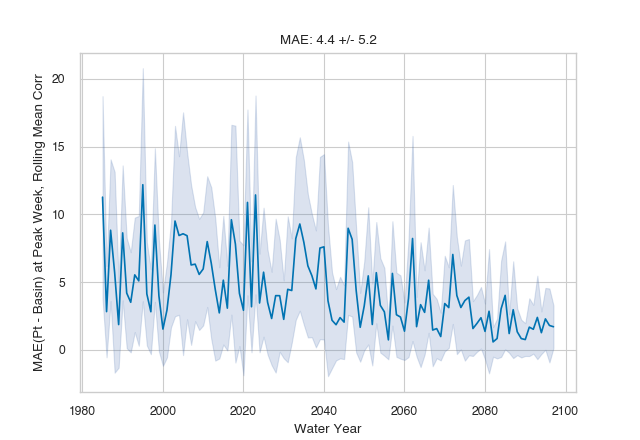 MAE: 4.4 +/- 5.2
MAE(Pt - Basin) at Peak Week, Rolling Mean Corr
20
15
10
5
0
1980 2000 2020 2040 2060 2080 2100
Water Year